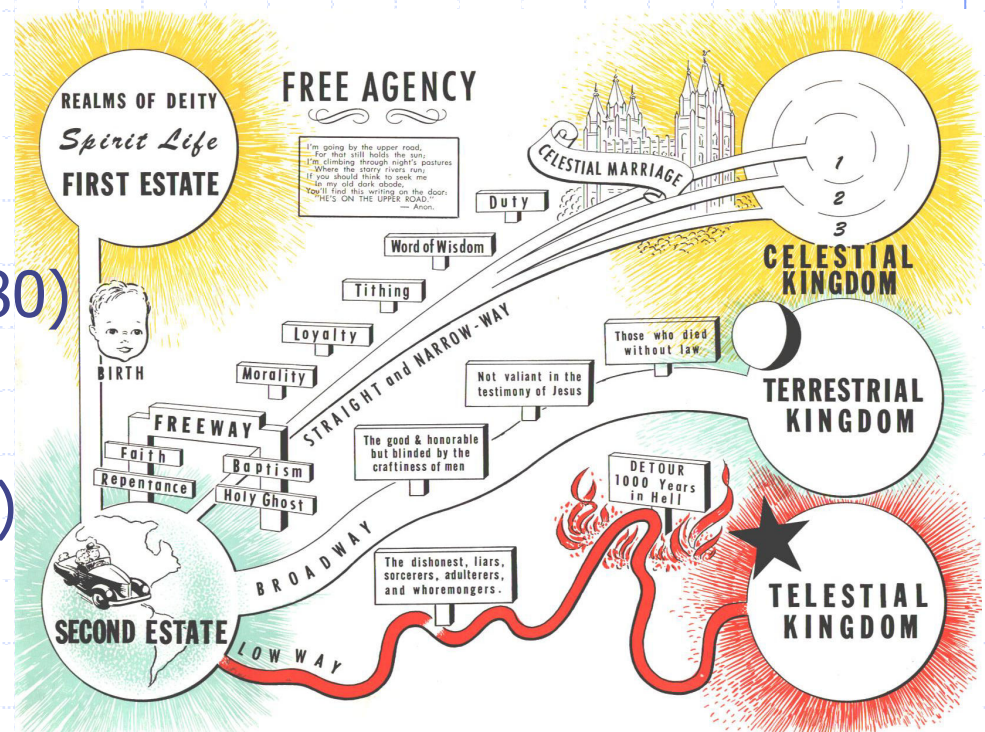 REALMS OF DEITY
Spirit Life
FIRST ESTATE
FREE AGENCY
I'm going by the upper road,
For that still holds the sun;
I'm climbing through night's pastures
Where the starry rivers run;
If you should think to seek me
In my old dark abode,
You'll find this writing on the door:
"HE'S ON THE UPPER ROAD."
— Anon.
CELESTIAL MARRIAGE
1
2
3
CELESTIAL
KINGDOM
Duty
Word of Wisdom
Tithing
Loyalty
Morality
STRAIGHT and NARROW-WAY
30)
BIRTH
FREEWAY
Faith
Repentance
Baptism
Holy Ghost
Those who died
without law
Not valiant in the
testimony of Jesus
The good & honorable
but blinded by the
craftiness of men
TERRESTRIAL
KINGDOM
)
BROADWAY
DETOUR
1000 Years
in Hell
The dishonest, liars,
sorcerers, adulterers,
and whoremongers.
SECOND ESTATE
LOW WAY
TELESTIAL
KINGDOM